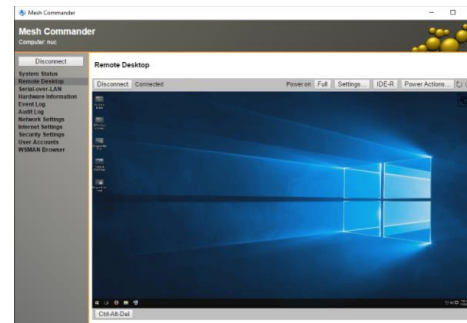 Mesh Commander
Mesh Commander
Computer: nuc
Disconnect
System Status
Remote Desktop
Serial-over-LAN
Hardware Information
Event Log
Audit Log
Network Settings
Internet Settings
Security Settings
User Accounts
WSMAN Browser
Remote Desktop
Disconnect Connected Power on Full Settings... IDE-R Power Actions...
Ctrl-Alt-Del